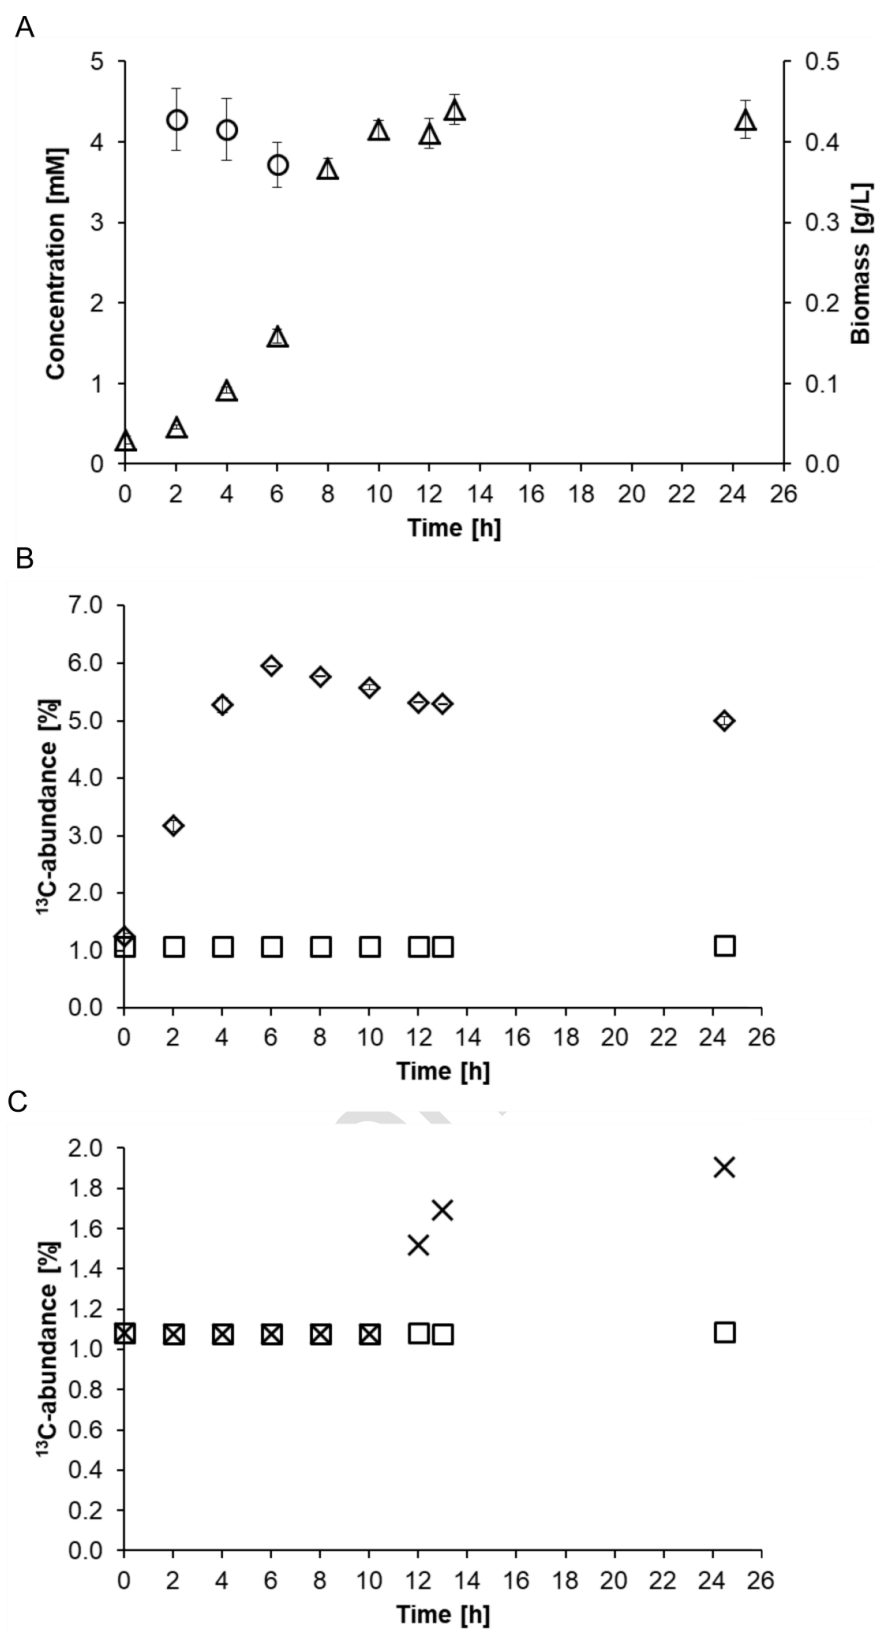 A
5 0.5
4 0.4
3 0.3
2 0.2
1 0.1
0 0.0
Concentration [mM]
Biomass [g/L]
0 2 4 6 8 10 12 14 16 18 20 22 24 26
Time [h]
B
7.0
6.0
5.0
4.0
3.0
2.0
1.0
0.0
¹³C-abundance [%]
0 2 4 6 8 10 12 14 16 18 20 22 24 26
Time [h]
C
2.0
1.8
1.6
1.4
1.2
1.0
0.8
0.6
0.4
0.2
0.0
¹³C-abundance [%]
0 2 4 6 8 10 12 14 16 18 20 22 24 26
Time [h]